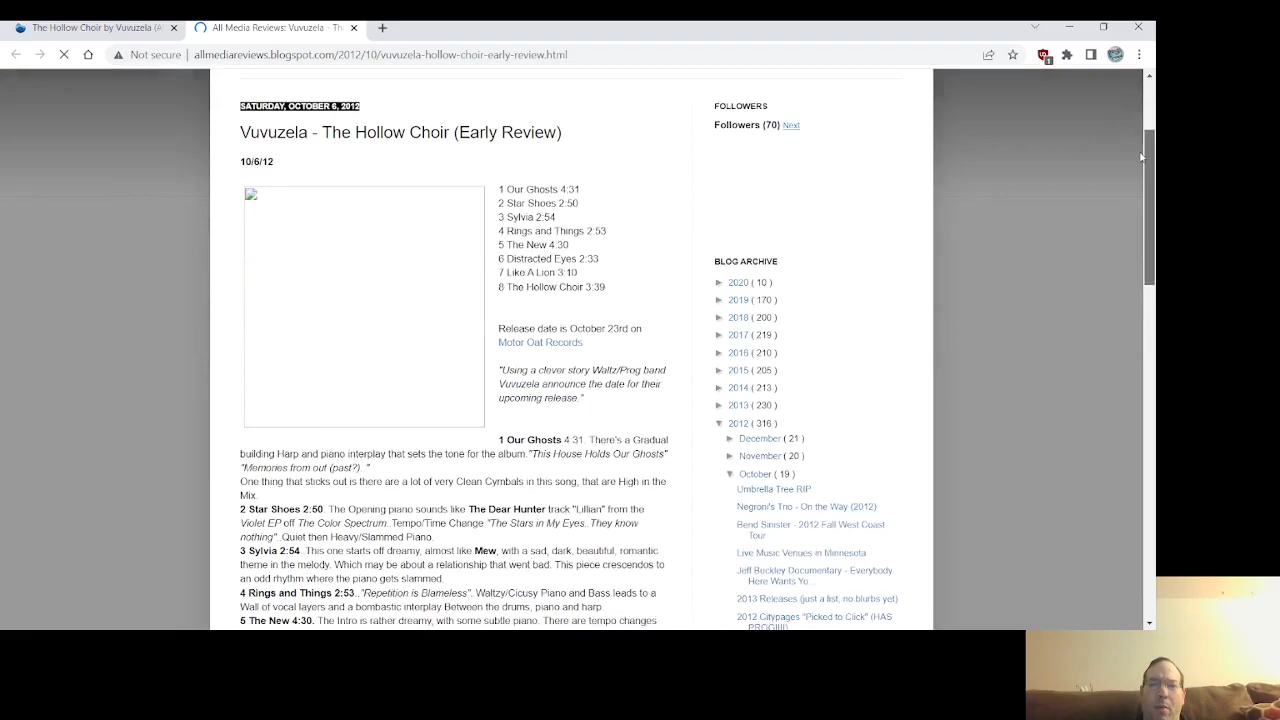 The Hollow Choir by Vuvuzela (A
All Media Reviews: Vuvuzela - Th
Not secure
allmediareviews.blogspot.com/2012/10/vuvuzela-hollow-choir-early-review.html
SATURDAY, OCTOBER 6, 2012
Vuvuzela - The Hollow Choir (Early Review)
10/6/12
1 Our Ghosts 4:31
2 Star Shoes 2:50
3 Sylvia 2:54
4 Rings and Things 2:53
5 The New 4:30
6 Distracted Eyes 2:33
7 Like A Lion 3:10
8 The Hollow Choir 3:39
Release date is October 23rd on
Motor Oat Records
"Using a clever story Waltz/Prog band
Vuvuzela announce the date for their
upcoming release."
1 Our Ghosts 4:31. There's a Gradual
building Harp and piano interplay that sets the tone for the album."This House Holds Our Ghosts"
"Memories from out (past?). "
One thing that sticks out is there are a lot of very Clean Cymbals in this song, that are High in the
Mix.
2 Star Shoes 2:50. The Opening piano sounds like The Dear Hunter track "Lillian" from the
Violet EP off The Color Spectrum..Tempo/Time Change "The Stars in My Eyes..They know
nothing"..Quiet then Heavy/Slammed Piano.
3 Sylvia 2:54 .This one starts off dreamy, almost like Mew, with a sad, dark, beautiful, romantic
theme in the melody. Which may be about a relationship that went bad. This piece crescendos to
an odd rhythm where the piano gets slammed.
4 Rings and Things 2:53.."Repetition is Blameless". Waltzy/Cicusy Piano and Bass leads to a
Wall of vocal layers and a bombastic interplay Between the drums, piano and harp.
5 The New 4:30. The Intro is rather dreamy, with some subtle piano. There are tempo changes
FOLLOWERS
Followers (70) Next
BLOG ARCHIVE
► 2020 ( 10 )
► 2019 ( 170 )
► 2018 ( 200 )
► 2017 ( 219 )
► 2016 ( 210 )
► 2015 ( 205 )
► 2014 ( 213 )
► 2013 ( 230 )
▼ 2012 ( 316 )
► December ( 21 )
► November ( 20 )
▼ October ( 19 )
Umbrella Tree RIP
Negroni's Trio - On the Way (2012)
Bend Sinister - 2012 Fall West Coast
Tour
Live Music Venues in Minnesota
Jeff Buckley Documentary - Everybody
Here Wants Yo...
2013 Releases (just a list, no blurbs yet)
2012 Citypages "Picked to Click" (HAS
PROG!!!!)